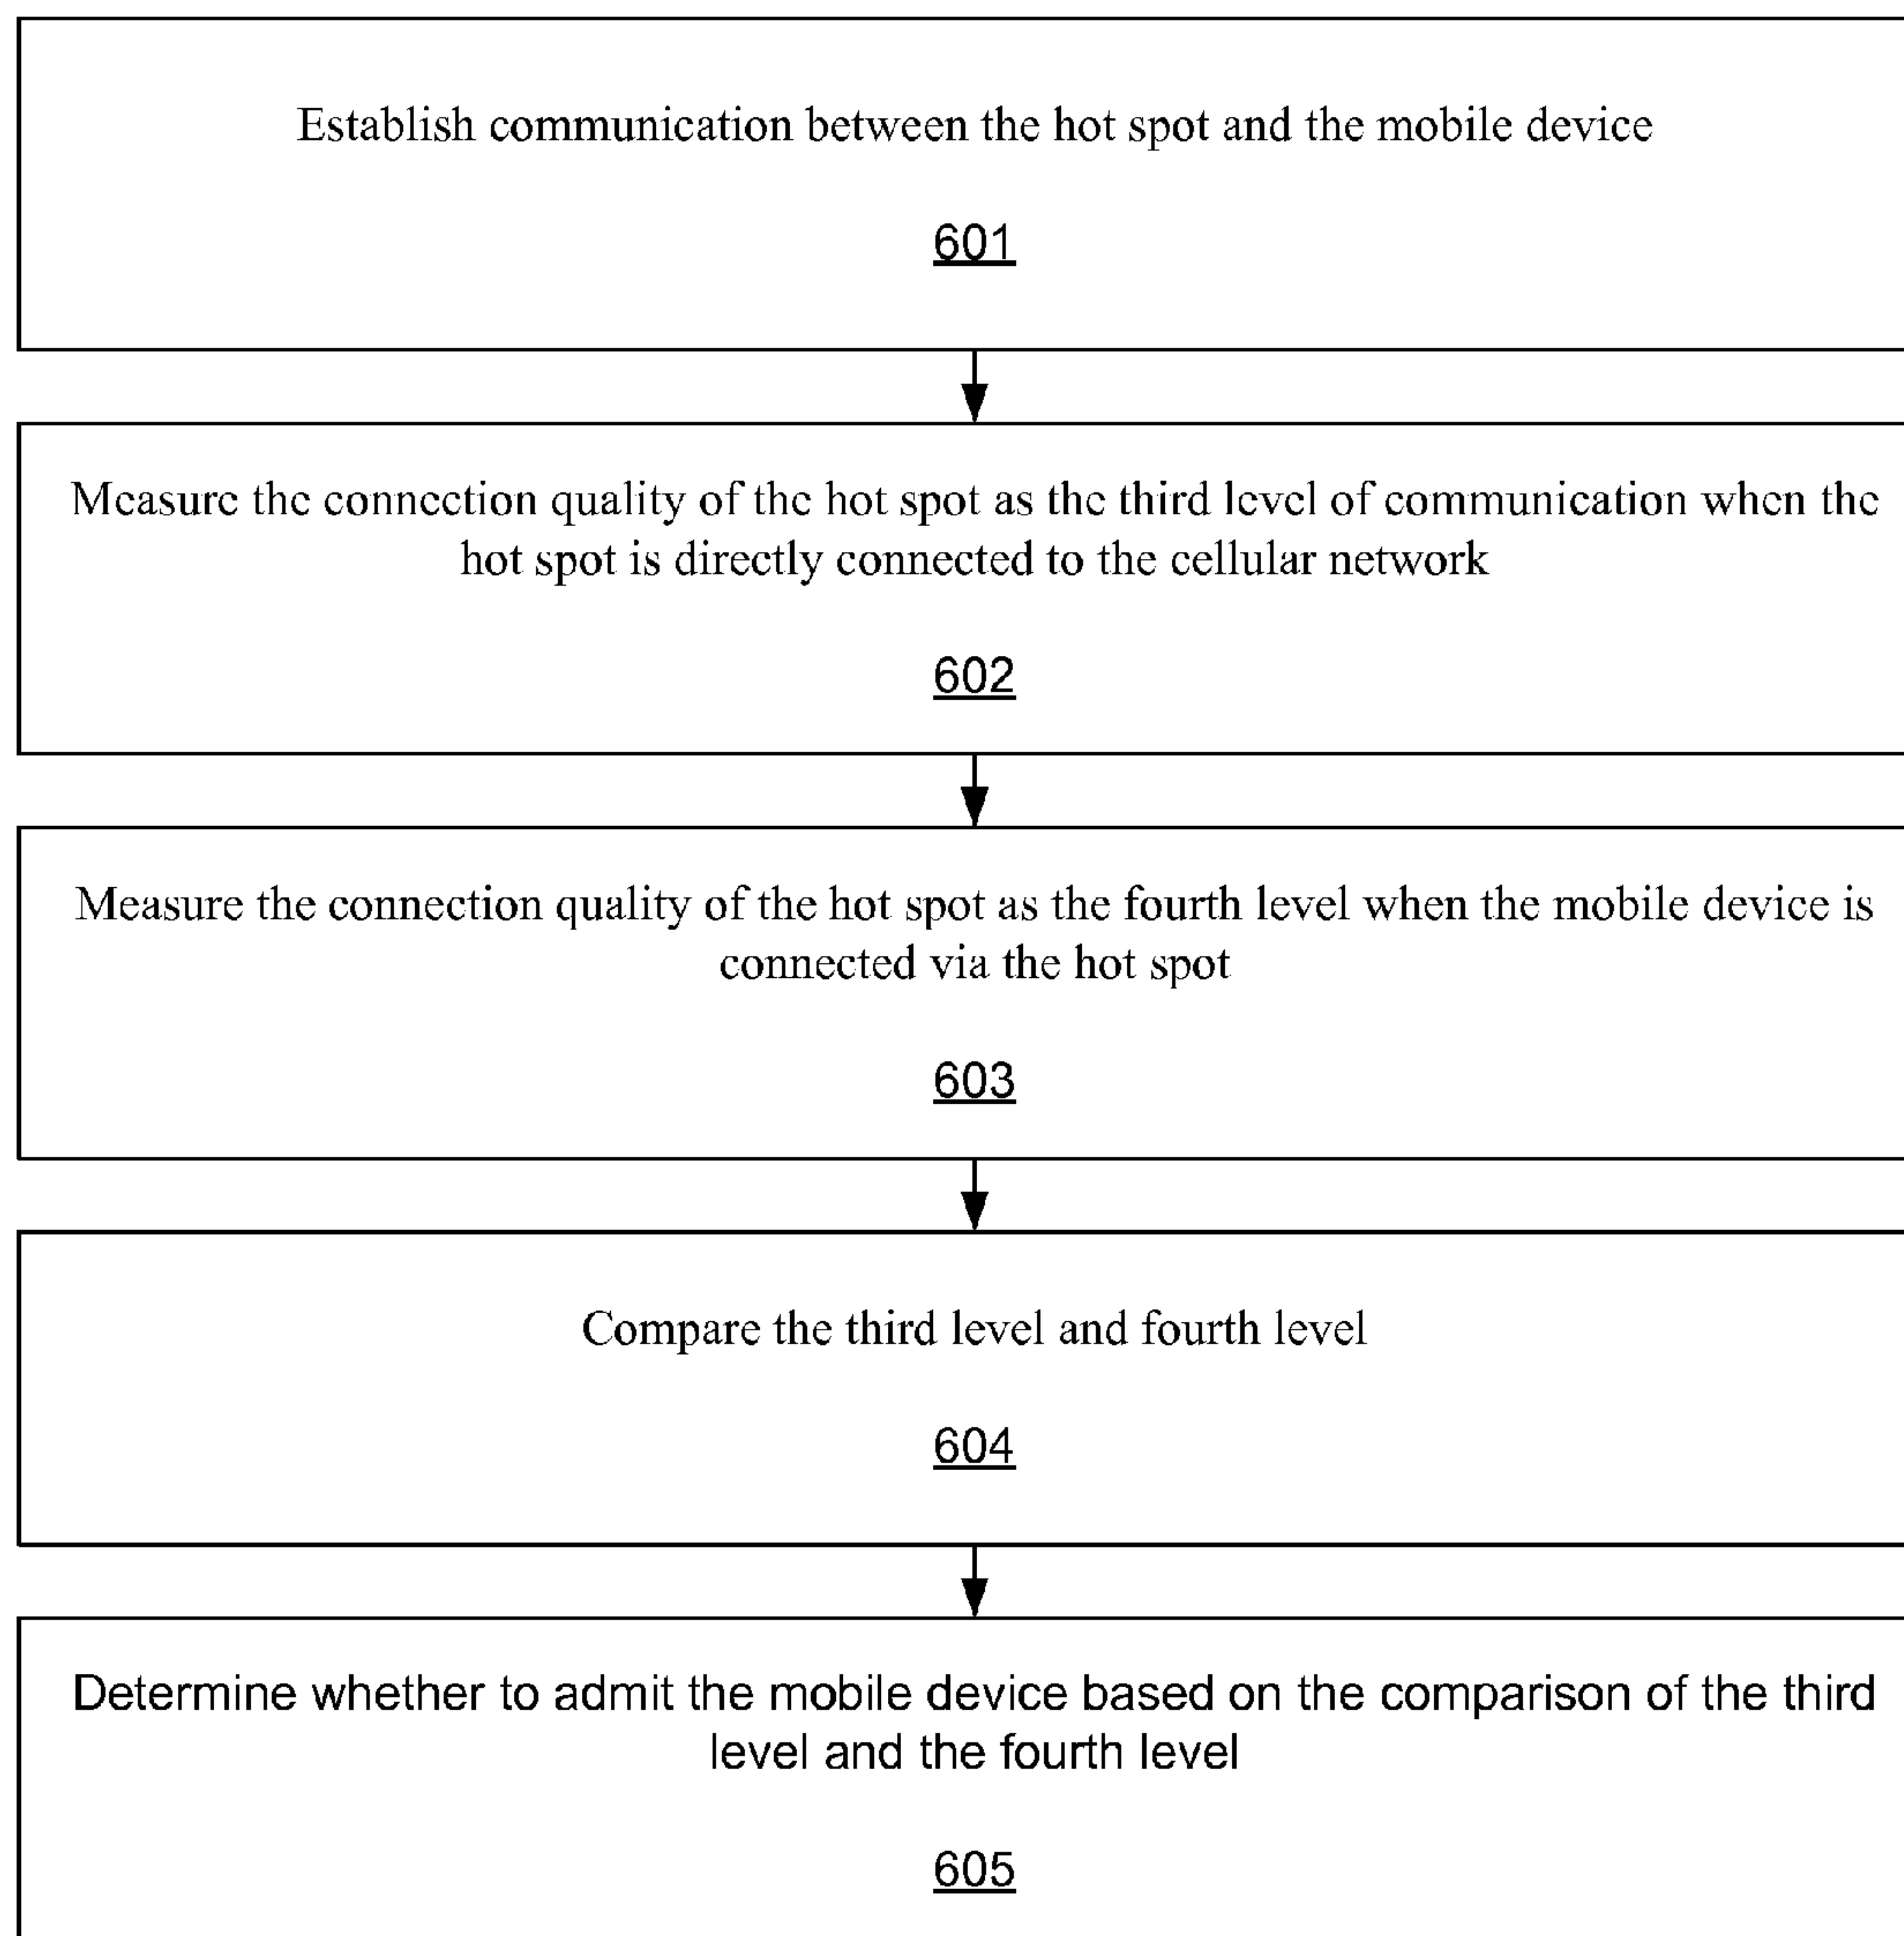 Establish communication between the hot spot and the mobile device
601
Measure the connection quality of the hot spot as the third level of communication when the
hot spot is directly connected to the cellular network
602
Measure the connection quality of the hot spot as the fourth level when the mobile device is
connected via the hot spot
603
Compare the third level and fourth level
604
Determine whether to admit the mobile device based on the comparison of the third
level and the fourth level
605